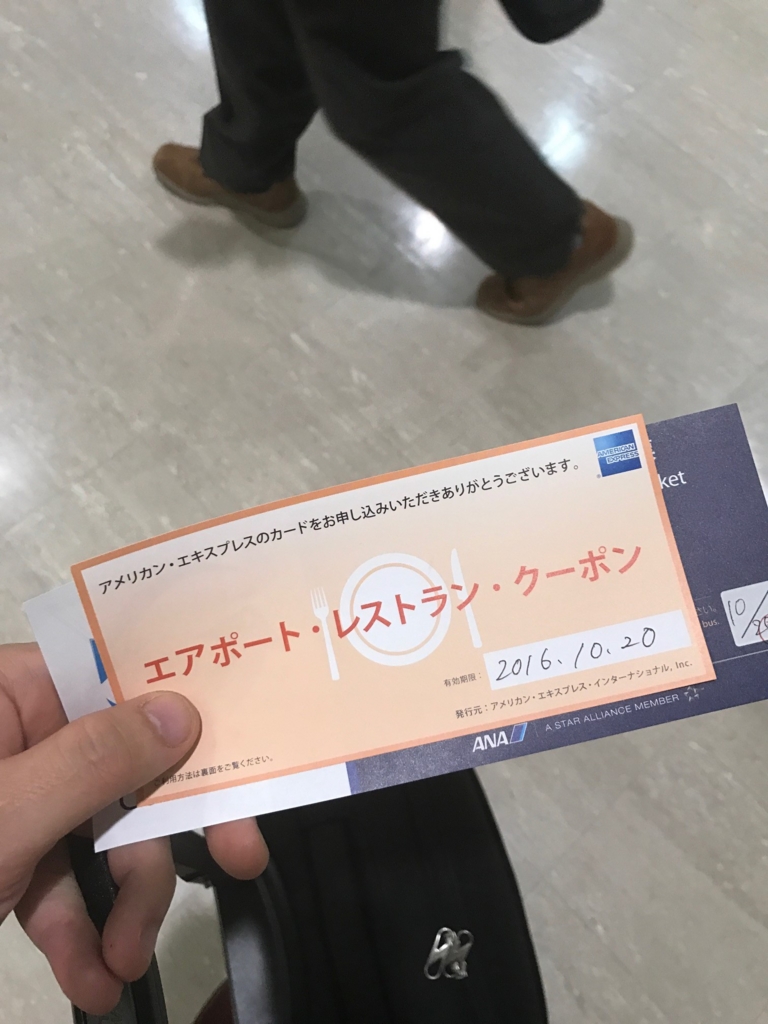 アメリカン・エキスプレスのカードをお申し込みいただきありがとうございます。
AMERICAN
EXPRESS
エアポート・レストラン・クーポン
有効期限：
2016.10.20
発行元：アメリカン・エキスプレス・インターナショナル, Inc.
用方法は裏面をご覧ください。
ket
さい。
bus.
10/
ANA
A STAR ALLIANCE MEMBER